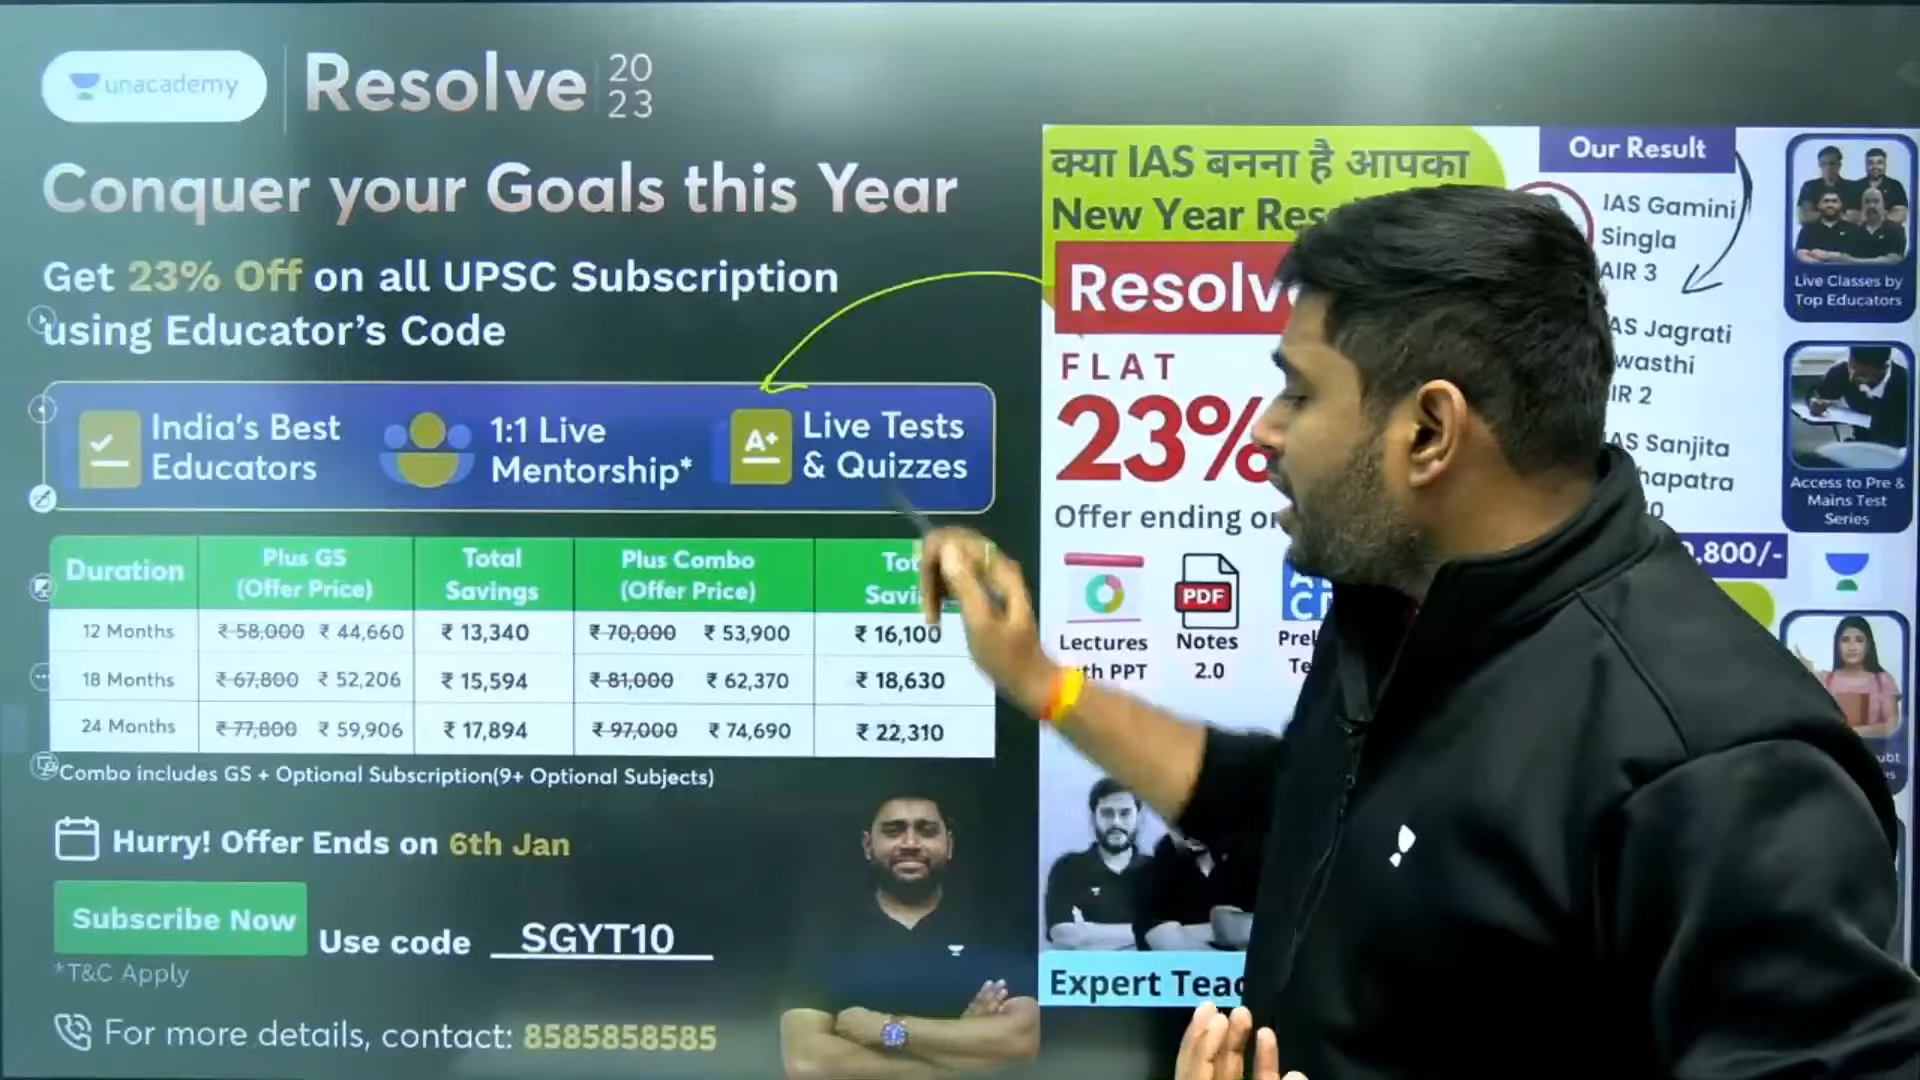 unacademy
Resolve 20 23
Conquer your Goals this Year
Get 23% Off on all UPSC Subscription
using Educator's Code
India's Best
Educators
1:1 Live
Mentorship*
Live Tests
& Quizzes
Duration Plus GS (Offer Price) Total Savings Plus Combo (Offer Price)
12 Months ₹ 58,000 ₹ 44,660 ₹ 13,340 ₹ 70,000 ₹ 53,900 ₹ 16,100
18 Months ₹ 67,800 ₹ 52,206 ₹ 15,594 ₹ 81,000 ₹ 62,370 ₹ 18,630
24 Months ₹ 77,800 ₹ 59,906 ₹ 17,894 ₹ 97,000 ₹ 74,690 ₹ 22,310
Combo includes GS + Optional Subscription(9+ Optional Subjects)
Hurry! Offer Ends on 6th Jan
Subscribe Now
Use code SGYT10
*T&C Apply
For more details, contact: 8585858585
क्या IAS बनना है आपका
New Year
FLAT
23%
Offer ending
Lectures
PPT
PDF
Notes
2.0
Expert
Our Result
IAS Gamini
Singla
AIR 3
Jagrati
2
Sanjita
Live Classes by
Top Educators
Access to Pre &
Mains Test
Series